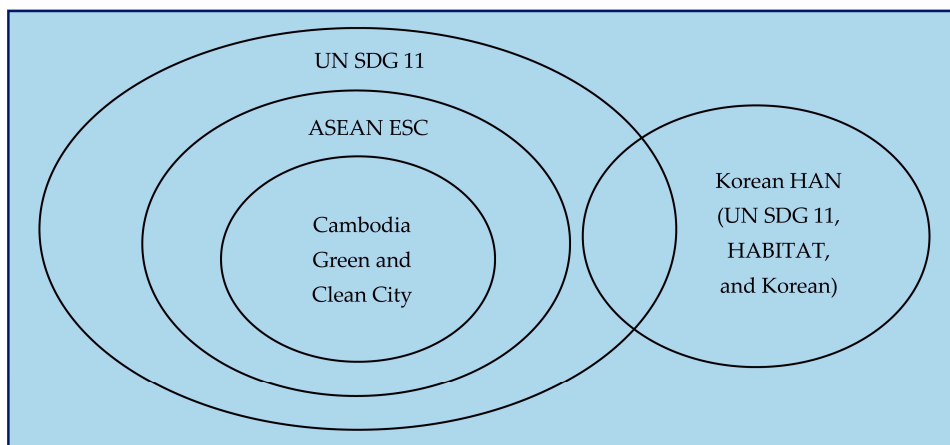 UN SDG 11
ASEAN ESC
Cambodia
Green and
Clean City
Korean HAN
(UN SDG 11,
HABITAT,
and Korean)